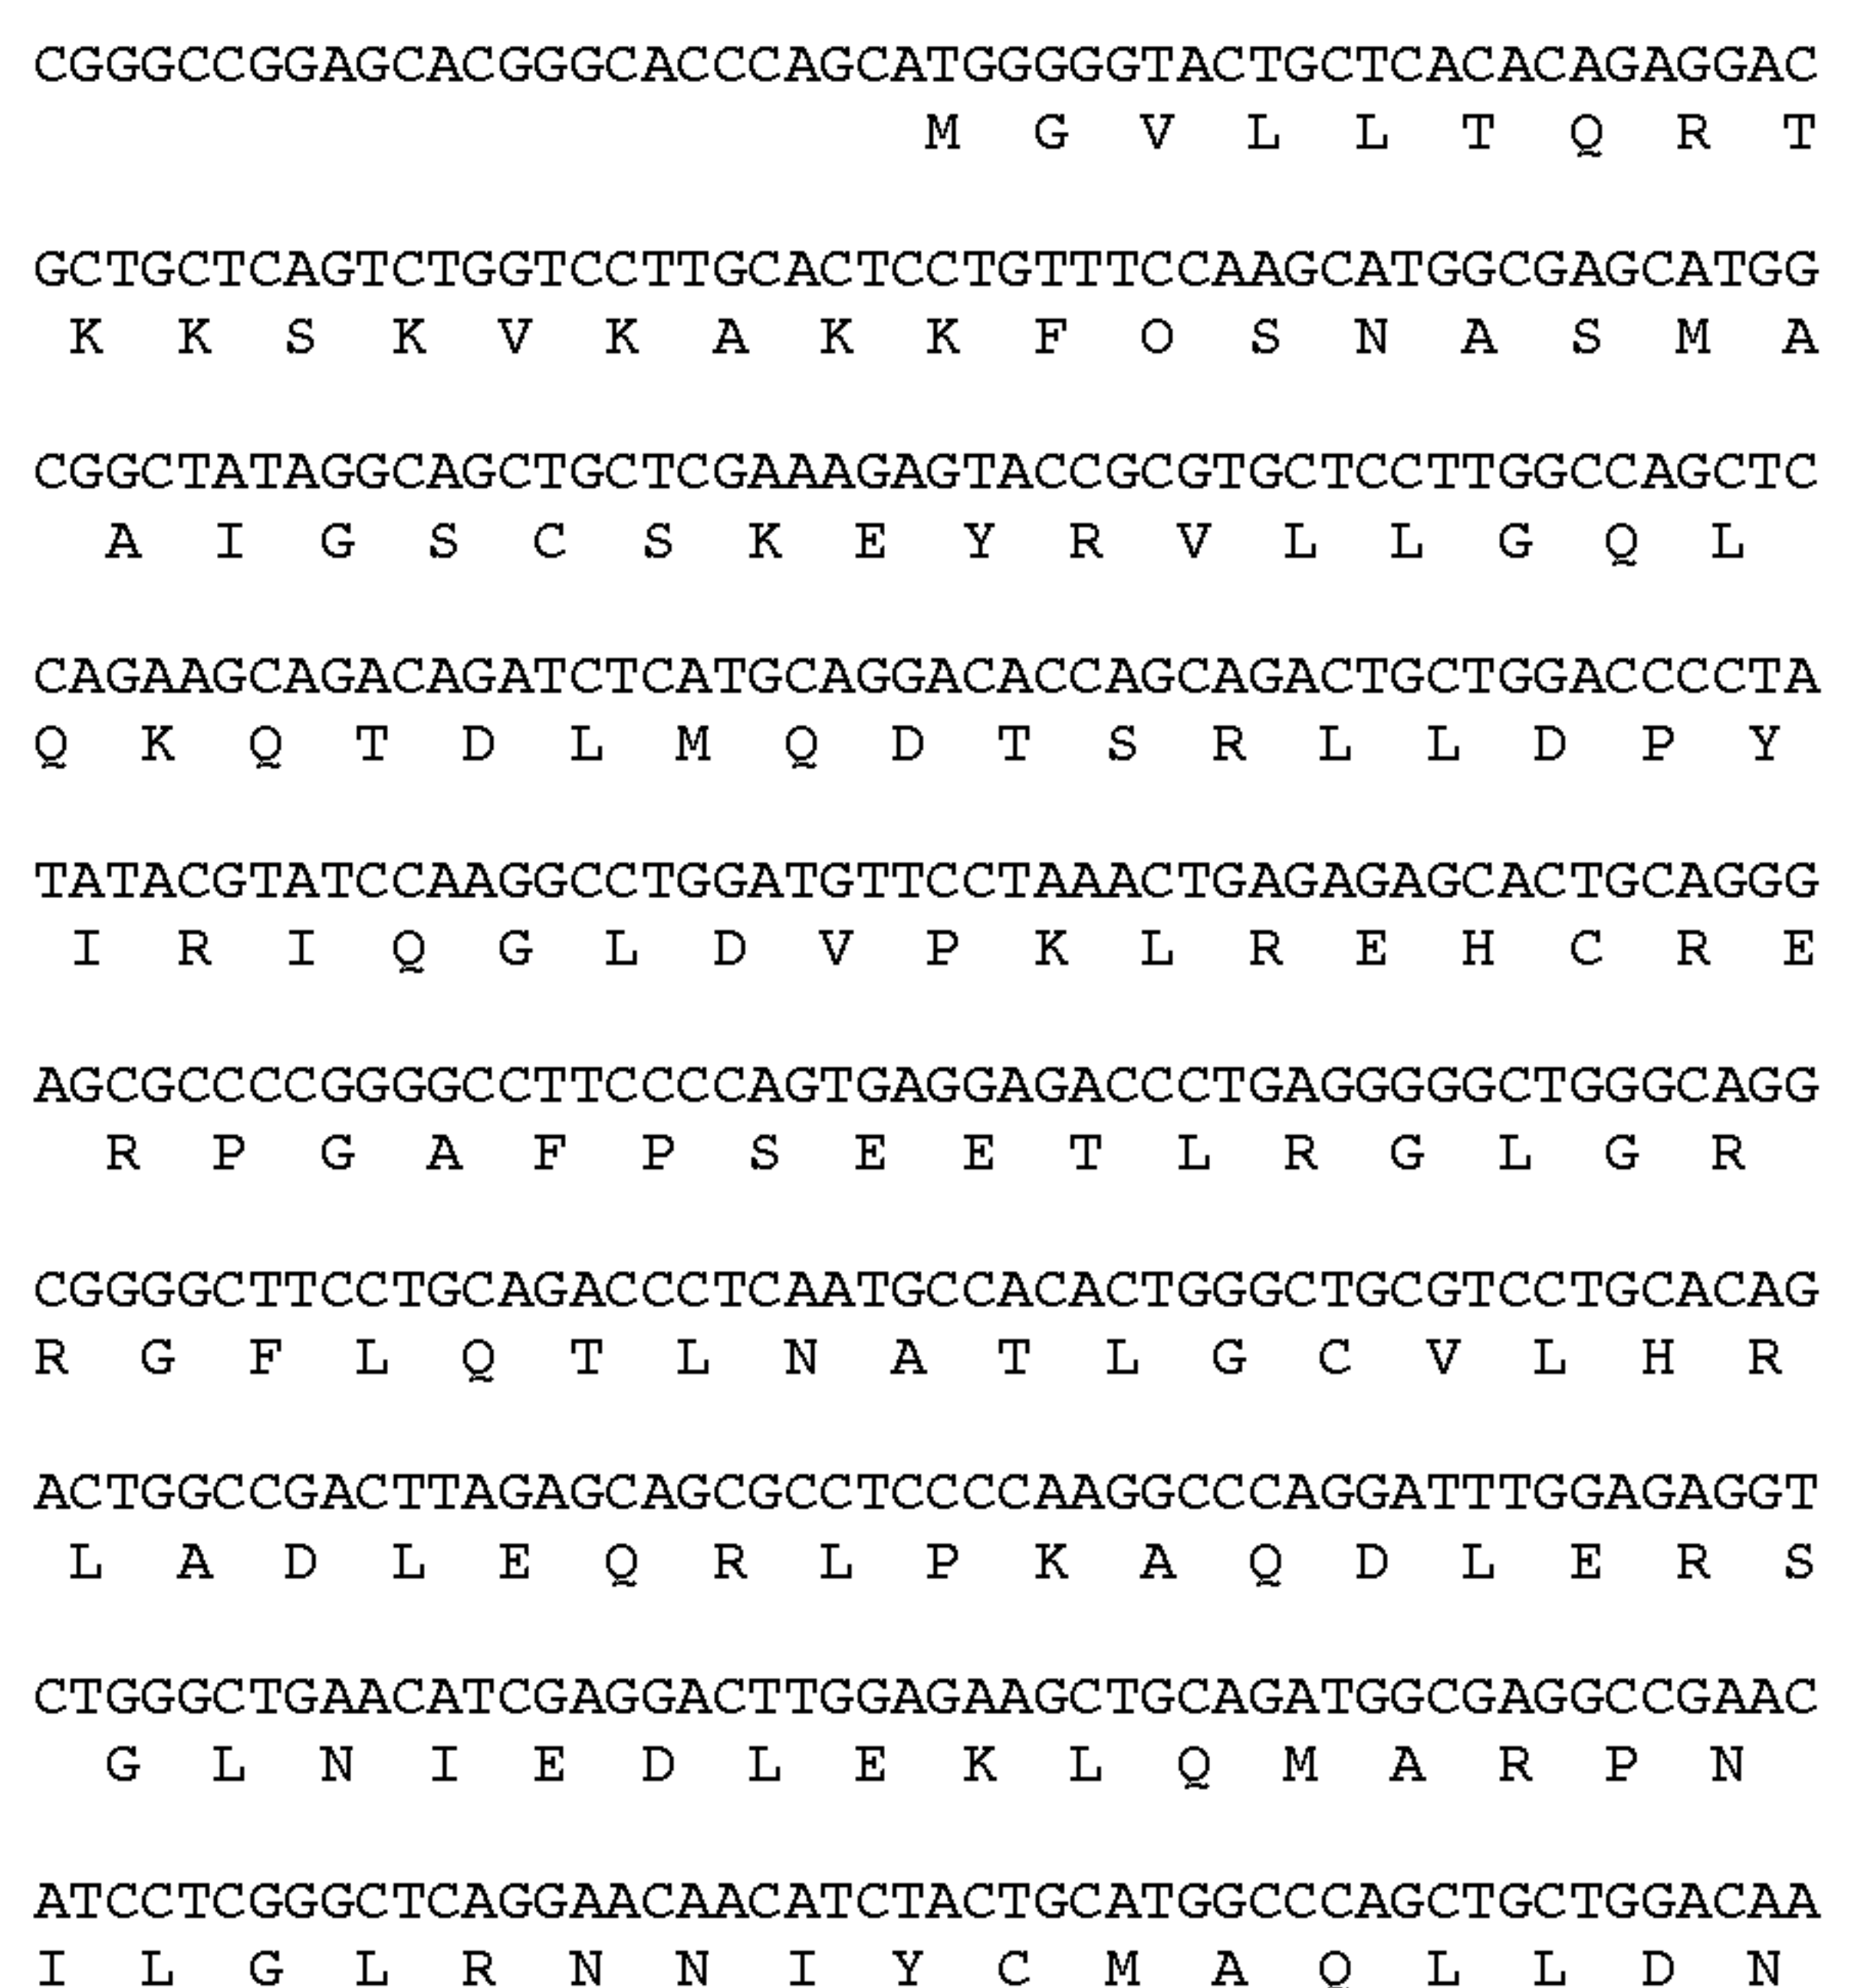 CGGGCCGGAGCACGGGCACCCAGCATGGGGGTACTGCTCACACAGAGGAC
M G V L L T Q R T
GCTGCTCAGTCTGGTCCTTGCACTCCTGTTTCCAAGCATGGCGAGCATGG
K K S K V K A K K F O S N A S M A
CGGCTATAGGCAGCTGCTCGAAAGAGTACCGCGTGCTCCTTGGCCAGCTC
A I G S C S K E Y R V L L G Q L
CAGAAGCAGACAGATCTCATGCAGGACACCAGCAGACTGCTGGACCCCTA
Q K Q T D L M Q D T S R L L D P Y
TATACGTATCCAAGGCCTGGATGTTCCTAAACTGAGAGAGCACTGCAGGG
I R I Q G L D V P K L R E H C R E
AGCGCCCCGGGGCCTTCCCCAGTGAGGAGACCCTGAGGGGGCTGGGCAGG
R P G A F P S E E T L R G L G R
CGGGGCTTCCTGCAGACCCTCAATGCCACACTGGGCTGCGTCCTGCACAG
R G F L Q T L N A T L G C V L H R
ACTGGCCGACTTAGAGCAGCGCCTCCCCAAGGCCCAGGATTTGGAGAGGT
L A D L E Q R L P K A Q D L E R S
CTGGGCTGAACATCGAGGACTTGGAGAAGCTGCAGATGGCGAGGCCGAAC
G L N I E D L E K L Q M A R P N
ATCCTCGGGCTCAGGAACAACATCTACTGCATGGCCCAGCTGCTGGACAA
I L G L R N N I Y C M A Q L L D N